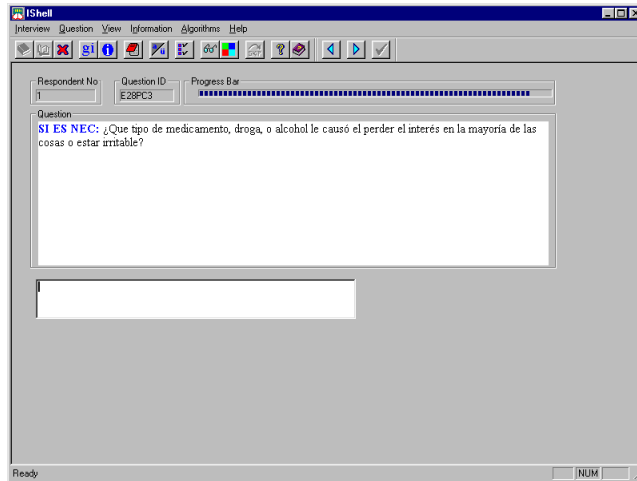 IShell
Interview Question View Information Algorithms Help
gi
Respondent No
Question ID
Progress Bar
1
E28PC3
Question
SI ES NEC: ¿Que tipo de medicamento, droga, o alcohol le causó el perder el interés en la mayoría de las
cosas o estar irritable?
Ready
NUM